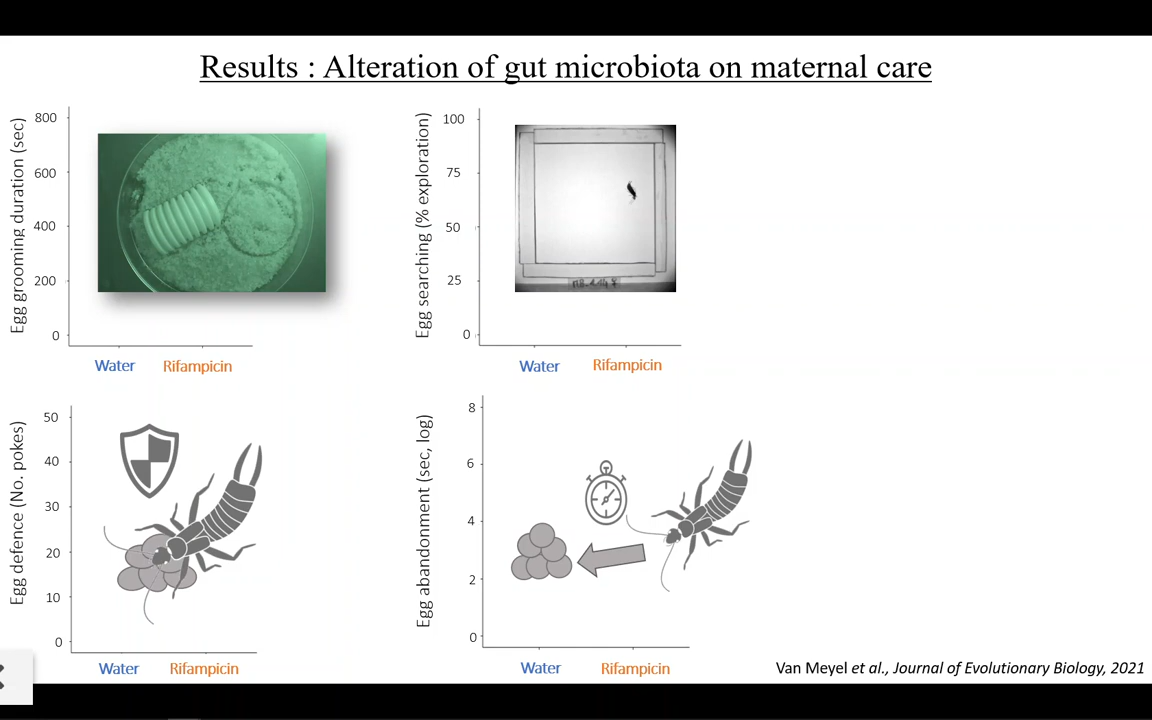 Results : Alteration of gut microbiota on maternal care
Egg grooming duration (sec)
800
600
400
200
0
Water
Rifampicin
Egg searching (% exploration)
100
75
50
25
0
Water
Rifampicin
Egg defence (No. pokes)
50
40
30
20
10
0
Water
Rifampicin
Egg abandonment (sec, log)
8
6
4
2
0
Water
Rifampicin
Van Meyel et al., Journal of Evolutionary Biology, 2021